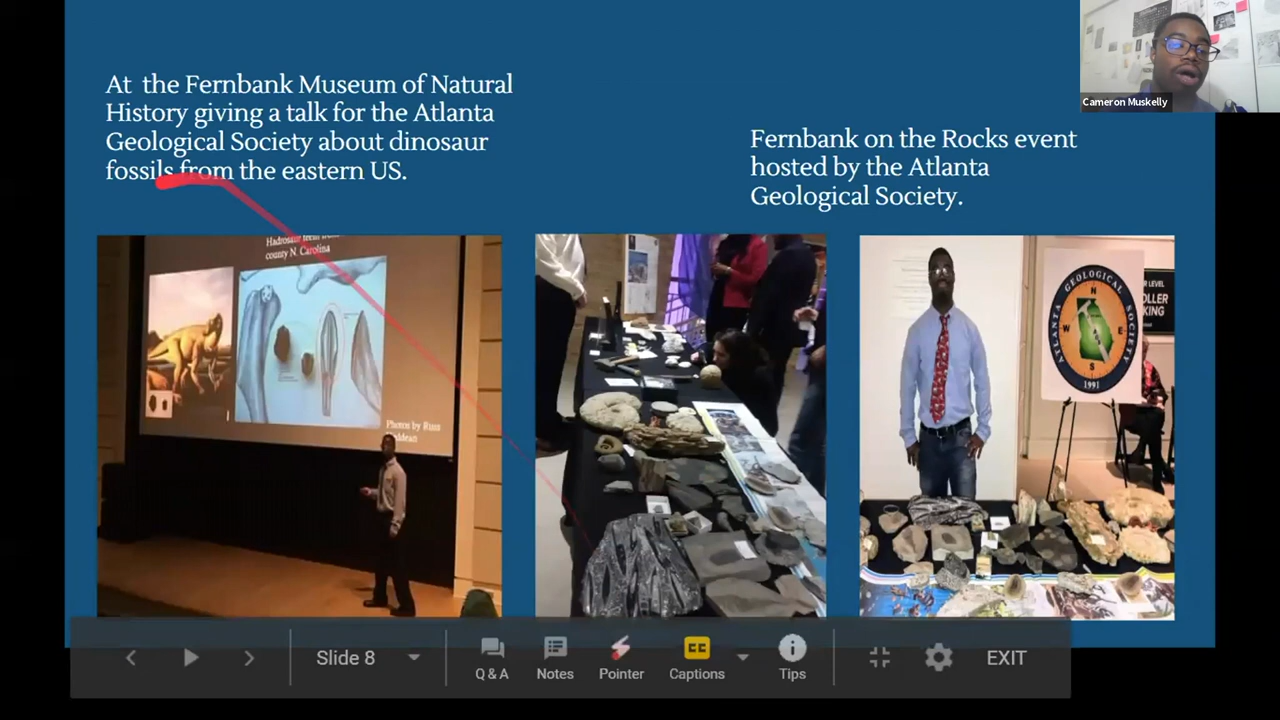 At the Fernbank Museum of Natural
History giving a talk for the Atlanta
Geological Society about dinosaur
fossils from the eastern US.
Fernbank on the Rocks event
hosted by the Atlanta
Geological Society.
Cameron Muskelly
Hadrosaur teeth
county N. Carolina
Photos by Russ
ATLANTA GEOLOGICAL SOCIETY
N
W
E
S
1991
LEVEL
Slide 8
Q & A
Notes
Pointer
CC
Captions
Tips
EXIT